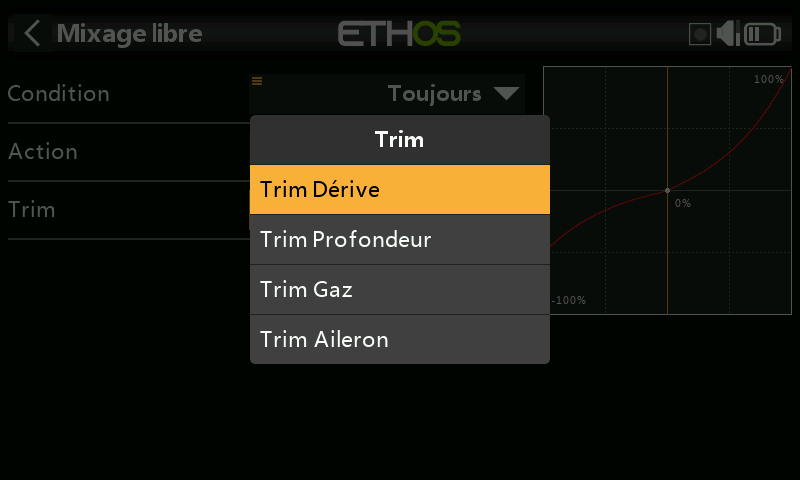 Mixage libre
ETHOS
Condition
Toujours
100%
Action
Trim
0%
-100%
Trim
Trim Dérive
Trim Profondeur
Trim Gaz
Trim Aileron